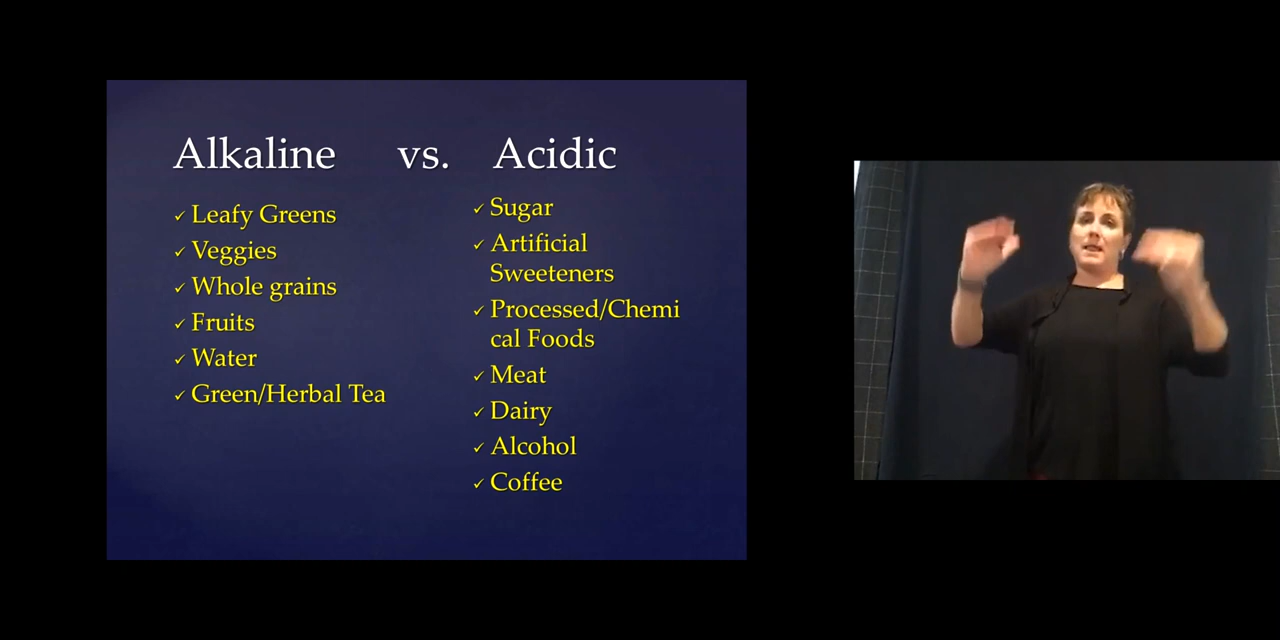 Alkaline vs. Acidic
Leafy Greens
Veggies
Whole grains
Fruits
Water
Green/Herbal Tea
Sugar
Artificial
Sweeteners
Processed/Chemi
cal Foods
Meat
Dairy
Alcohol
Coffee